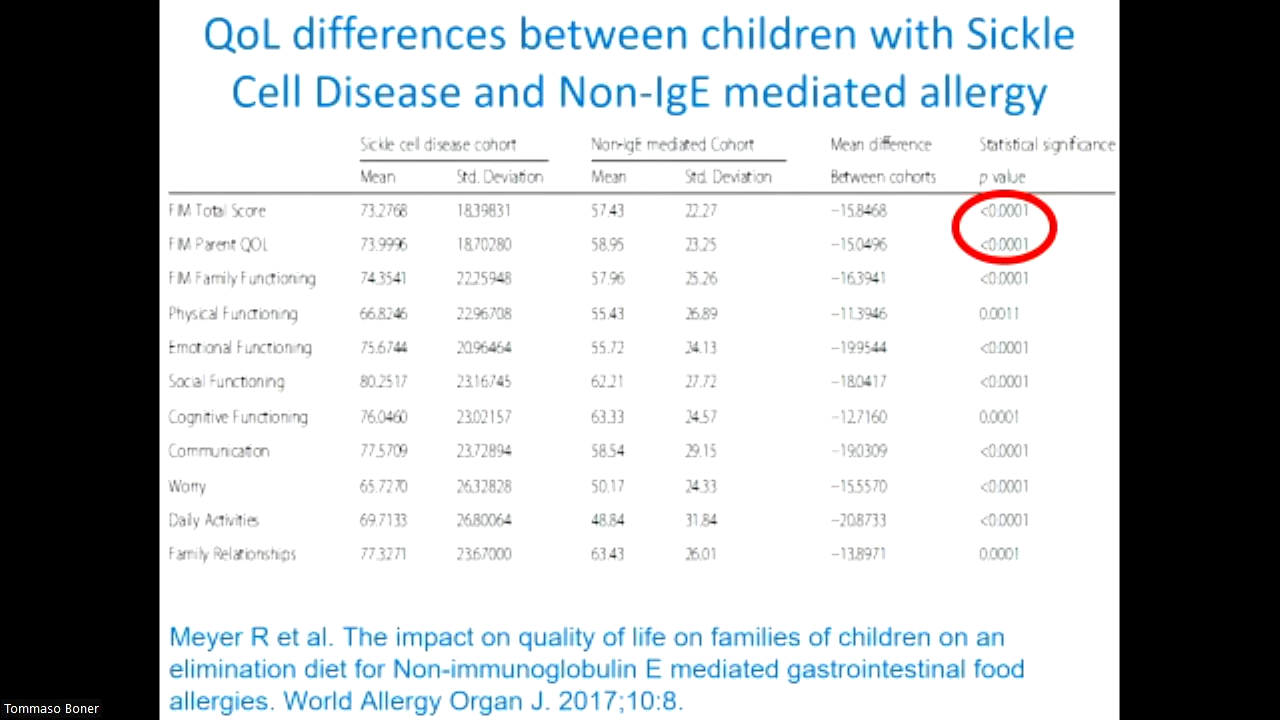 QoL differences between children with Sickle
Cell Disease and Non-IgE mediated allergy
Sickle cell disease cohort Non-IgE mediated Cohort Mean difference Statistical significance
Mean Std. Deviation Mean Std. Deviation Between cohorts p value
FIM Total Score 73.2768 18.39831 57.43 22.27 −15.8468 <0.0001
FIM Parent QOL 73.9996 18.70280 58.95 23.25 −15.0496 <0.0001
FIM Family Functioning 74.3541 22.25948 57.96 25.26 −16.3941 <0.0001
Physical Functioning 66.8246 22.96708 55.43 26.89 −11.3946 0.0011
Emotional Functioning 75.6744 20.96464 55.72 24.13 −19.9544 <0.0001
Social Functioning 80.2517 23.16745 62.21 27.72 −18.0417 <0.0001
Cognitive Functioning 76.0460 23.02157 63.33 24.57 −12.7160 0.0001
Communication 77.5709 23.72894 58.54 29.15 −19.0309 <0.0001
Worry 65.7270 26.32828 50.17 24.33 −15.5570 <0.0001
Daily Activities 69.7133 26.80064 48.84 31.84 −20.8733 <0.0001
Family Relationships 77.3271 23.67000 63.43 26.01 −13.8971 0.0001
Meyer R et al. The impact on quality of life on families of children on an
elimination diet for Non-immunoglobulin E mediated gastrointestinal food
allergies. World Allergy Organ J. 2017;10:8.
Tommaso Boner